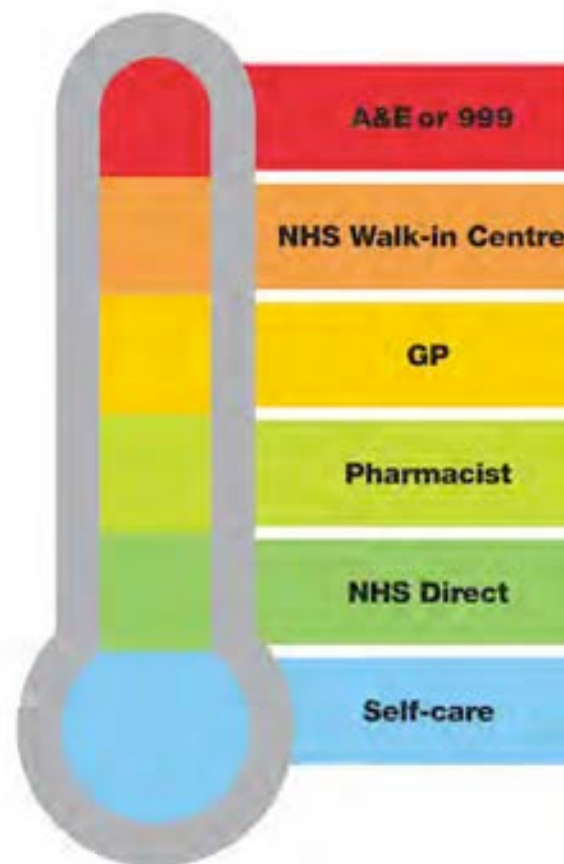 A&E or 999
NHS Walk-in Centre
GP
Pharmacist
NHS Direct
Self-care